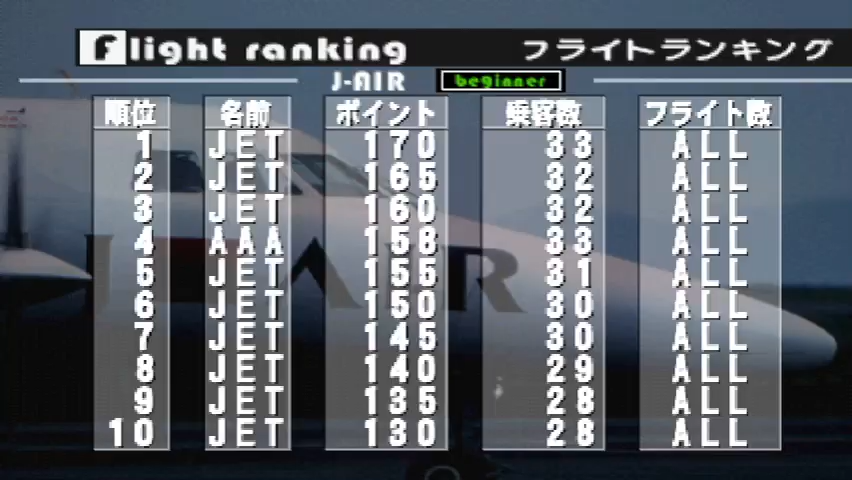 Flight ranking フライトランキング
J-AIR beginner
順位 名前 ポイント 乗客数 フライト数
1 JET 170 33 ALL
2 JET 165 32 ALL
3 JET 160 32 ALL
4 AAA 158 33 ALL
5 JET 155 31 ALL
6 JET 150 30 ALL
7 JET 145 30 ALL
8 JET 140 29 ALL
9 JET 135 28 ALL
10 JET 130 28 ALL
J-AIR